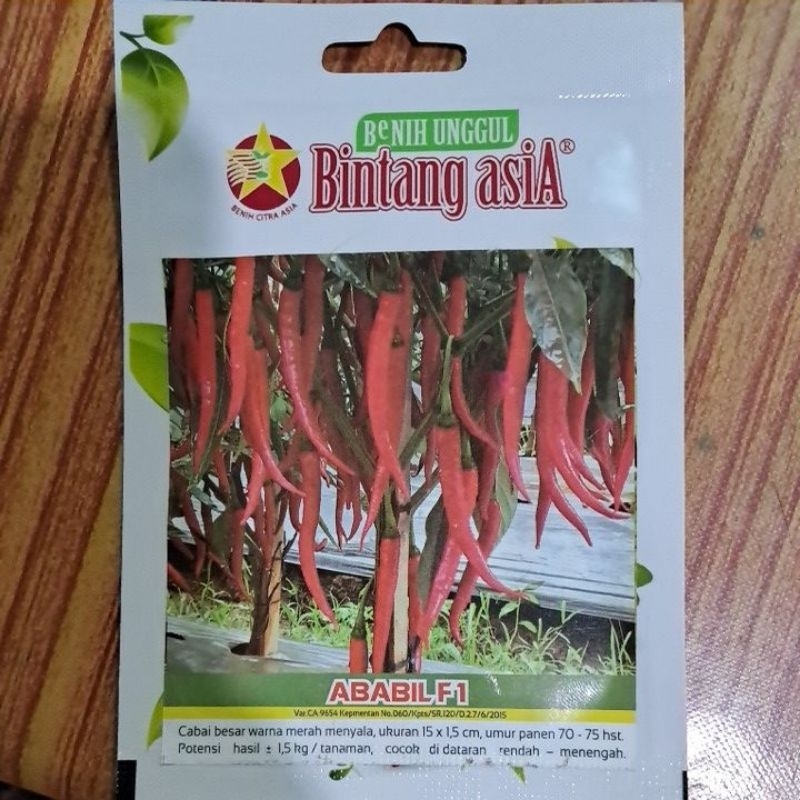 BeNIH UNGGUL
Bintang asiA®
BENIH CITRA ASIA
ABABIL F1
Var.CA 9654 Kepmentan No.060/Kpts/SR.120/D.2.7/6/2015
Cabai besar warna merah menyala, ukuran 15 x 1,5 cm, umur panen 70 - 75 hst.
Potensi hasil ± 1,5 kg / tanaman, cocok di dataran rendah – menengah.